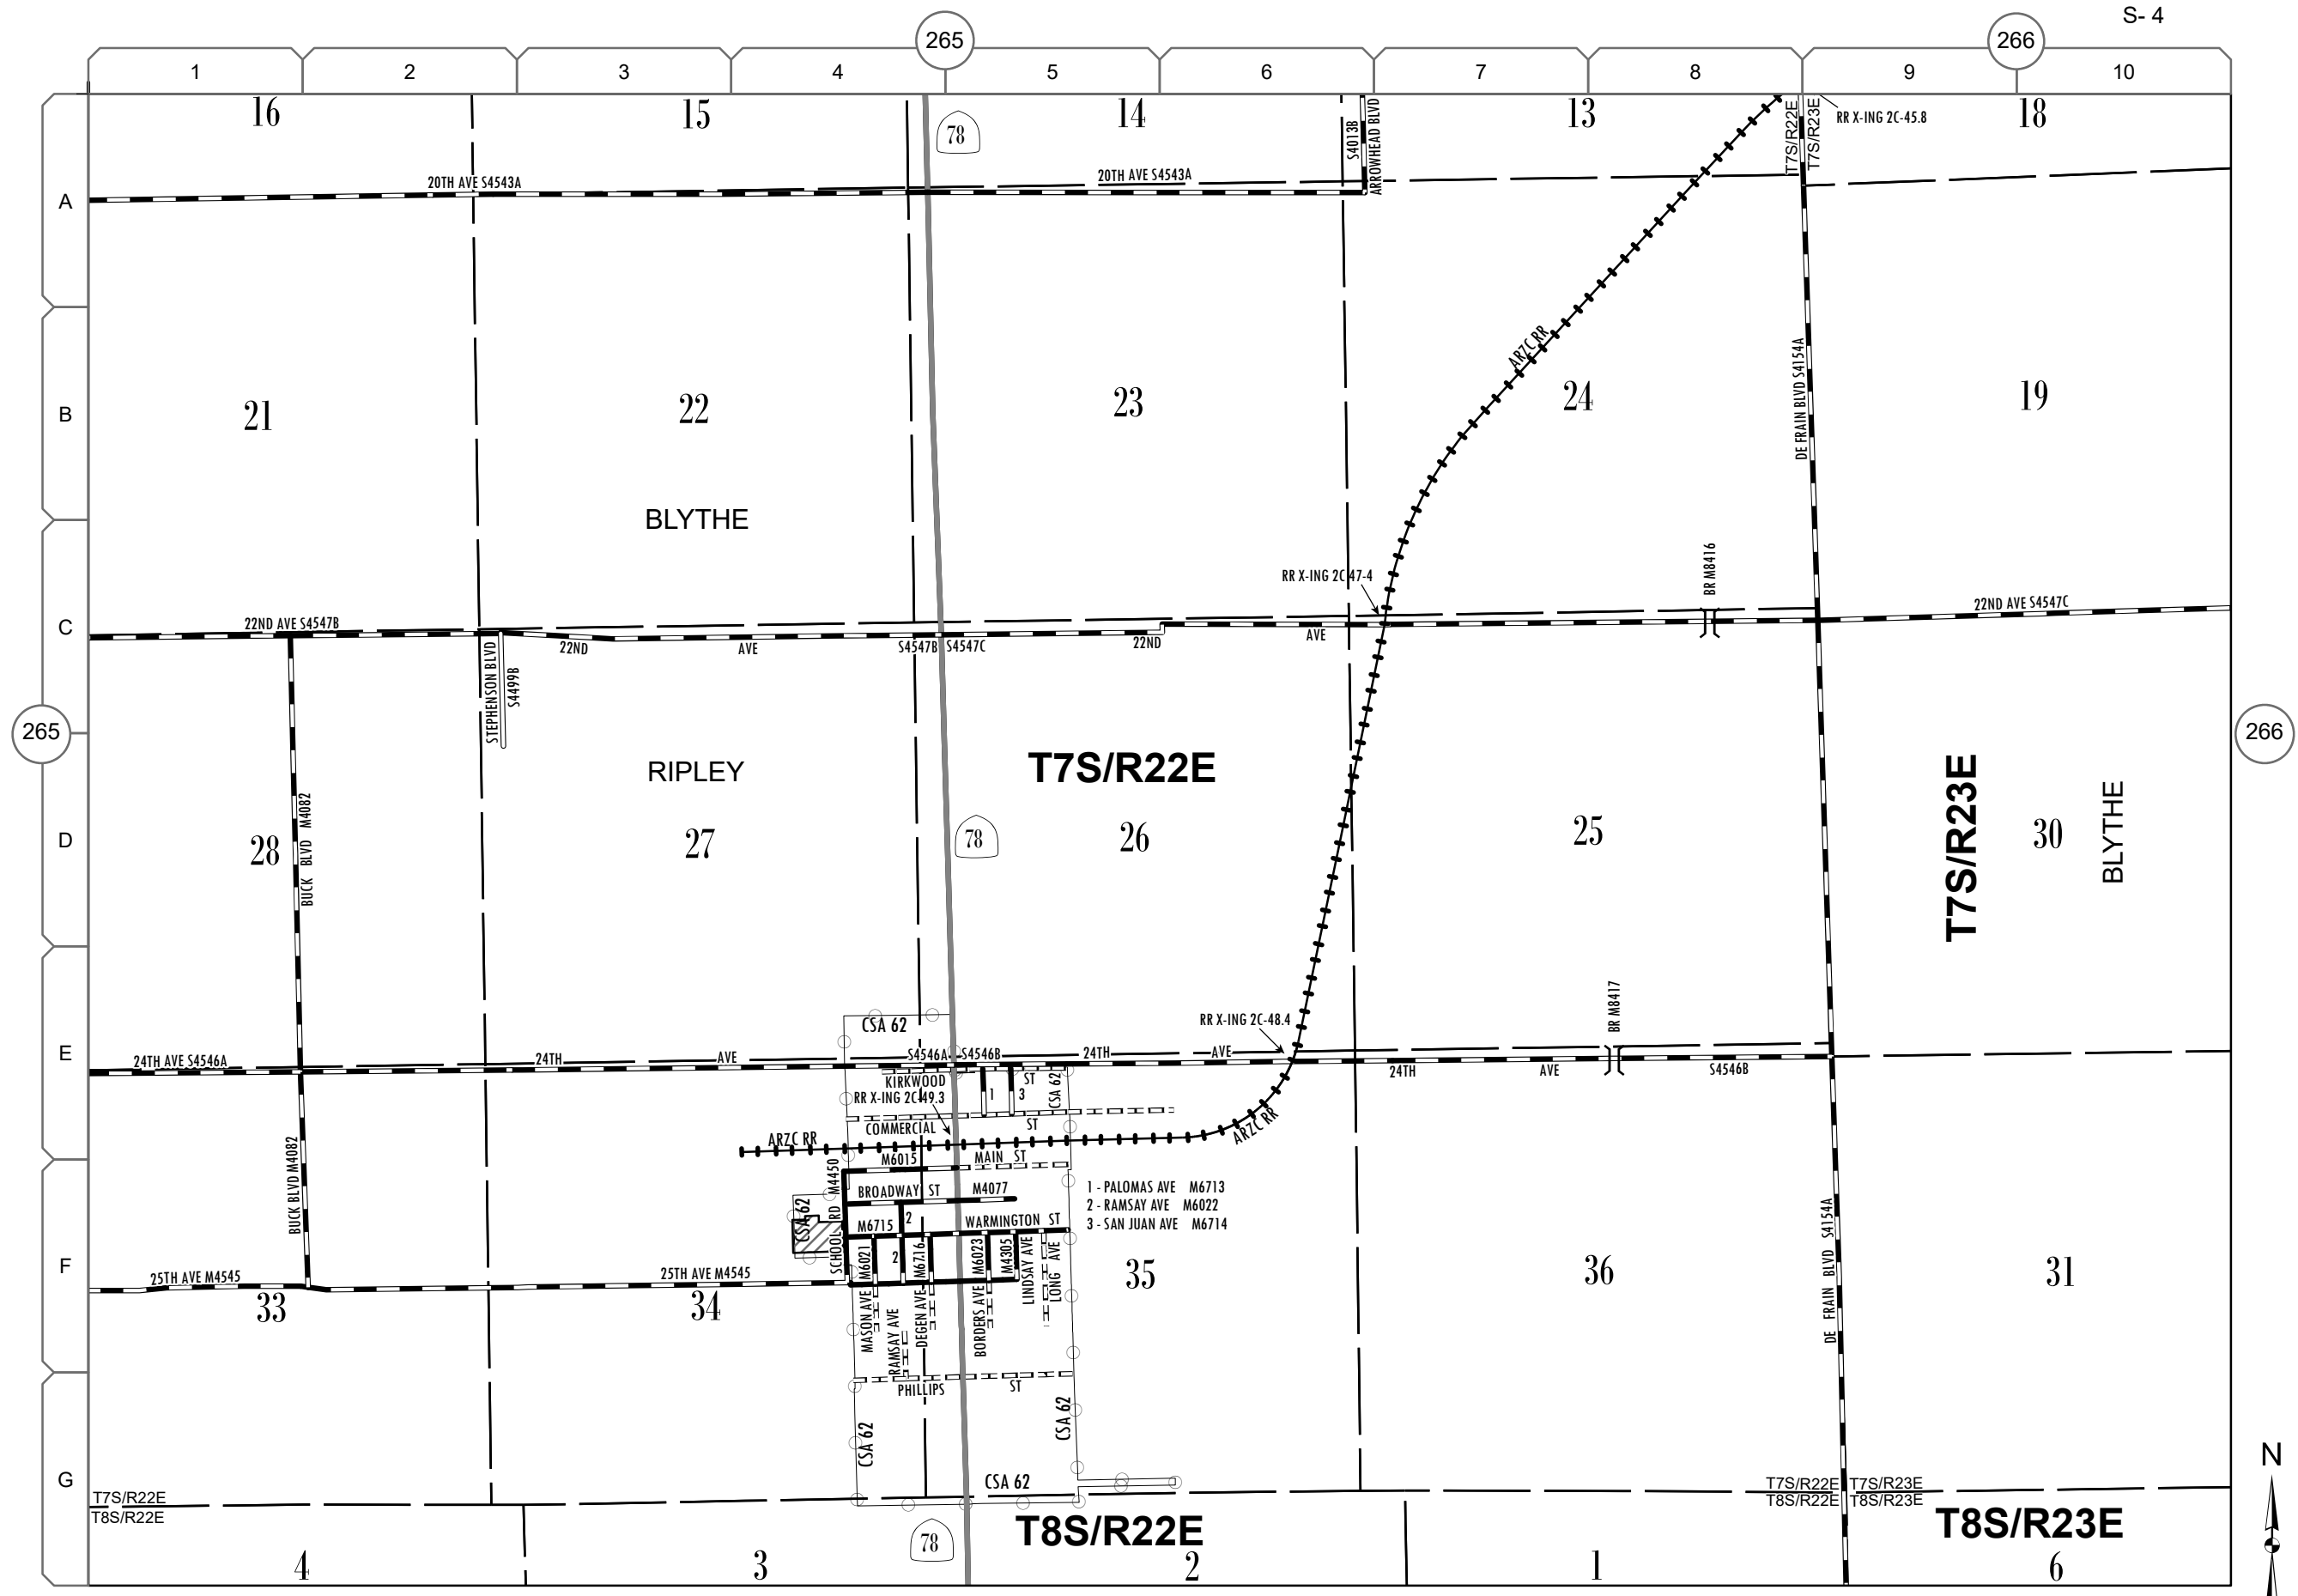 S- 4
265
266
1 2 3 4 5 6 7 8 9 10
16 15 14 13 18
78
S4013B
ARROWHEAD BLVD
T7S/R22E
T7S/R23E
RR X-ING 2C-45.8
A
20TH AVE S4543A
20TH AVE S4543A
ARZC RR
DE FRAIN BLVD S4154A
B
21 22 23 24 19
BLYTHE
RR X-ING 2C 47-4
BR M8416
C
22ND AVE S4547B
22ND AVE S4547B
S4547C
22ND AVE
22ND AVE S4547C
STEPHENSON BLVD
S4499B
265
266
RIPLEY
T7S/R22E
T7S/R23E
BLYTHE
D
BUCK BLVD M4082
28 27 26 25 30
78
CSA 62
RR X-ING 2C-48.4
BR M8417
E
24TH AVE S4546A
24TH AVE S4546A
S4546B
24TH AVE
24TH AVE S4546B
KIRKWOOD ST
1
3
CSA 62
RR X-ING 2C-49.3
COMMERCIAL ST
ARZC RR
ARZC RR
BUCK BLVD M4082
SCHOOL RD M4450
M6015 MAIN ST
BROADWAY ST M4077
1 - PALOMAS AVE M6713
2 - RAMSAY AVE M6022
3 - SAN JUAN AVE M6714
CSA 62
2
M6715 WARMINGTON ST
DE FRAIN BLVD S4154A
F
25TH AVE M4545
25TH AVE M4545
MASON AVE M6021
2
RAMSAY AVE
DEGEN AVE M6716
BORDERS AVE M6023
M4305
LINDSAY AVE
LONG AVE
33 34 35 36 31
PHILLIPS ST
CSA 62
CSA 62
G
CSA 62
T7S/R22E
T8S/R22E
T7S/R22E
T7S/R23E
T8S/R22E
T8S/R23E
N
78
T8S/R22E
T8S/R23E
4 3 2 1 6